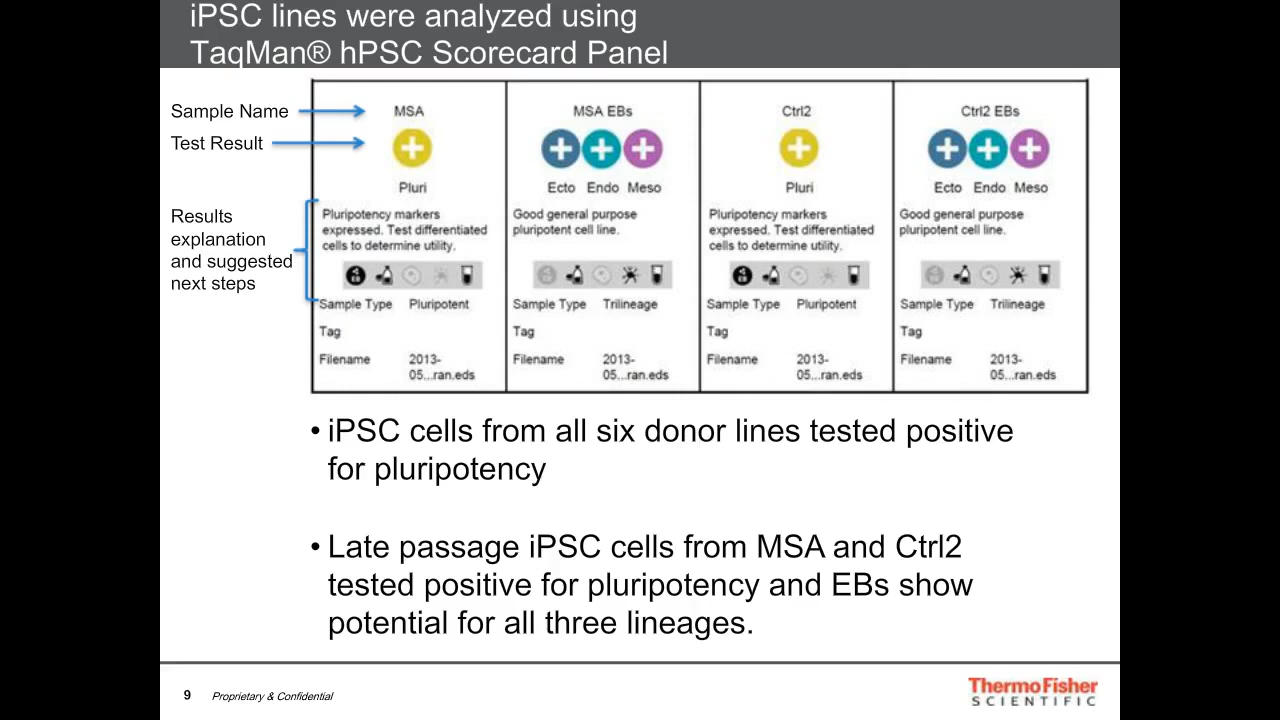 iPSC lines were analyzed using
TaqMan® hPSC Scorecard Panel
Sample Name
Test Result
Results
explanation
and suggested
next steps
MSA
Pluri
Pluripotency markers
expressed. Test differentiated
cells to determine utility.
Sample Type Pluripotent
Tag
Filename 2013-
05...ran.eds
MSA EBs
Ecto Endo Meso
Good general purpose
pluripotent cell line.
Sample Type Trilineage
Tag
Filename 2013-
05...ran.eds
Ctrl2
Pluri
Pluripotency markers
expressed. Test differentiated
cells to determine utility.
Sample Type Pluripotent
Tag
Filename 2013-
05...ran.eds
Ctrl2 EBs
Ecto Endo Meso
Good general purpose
pluripotent cell line.
Sample Type Trilineage
Tag
Filename 2013-
05...ran.eds
• iPSC cells from all six donor lines tested positive
for pluripotency
• Late passage iPSC cells from MSA and Ctrl2
tested positive for pluripotency and EBs show
potential for all three lineages.
9 Proprietary & Confidential
ThermoFisher
SCIENTIFIC